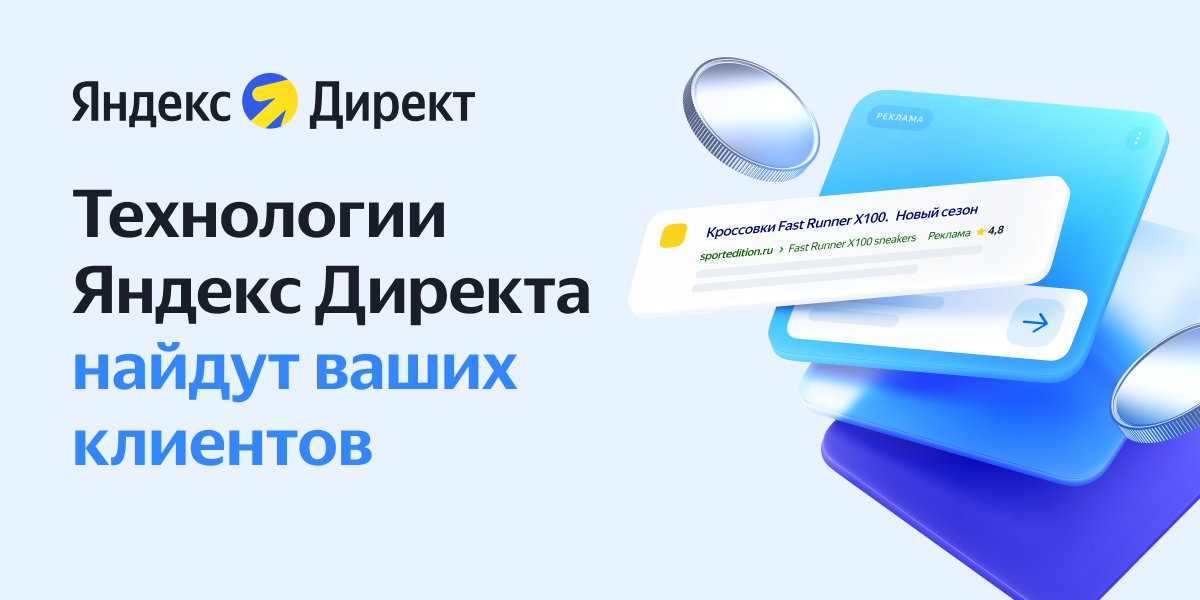 Яндекс Директ
Технологии
Яндекс Директа
найдут ваших
клиентов
РЕКЛАМА
Кроссовки Fast Runner X100. Новый сезон
sportedition.ru > Fast Runner X100 sneakers Реклама ★ 4,8